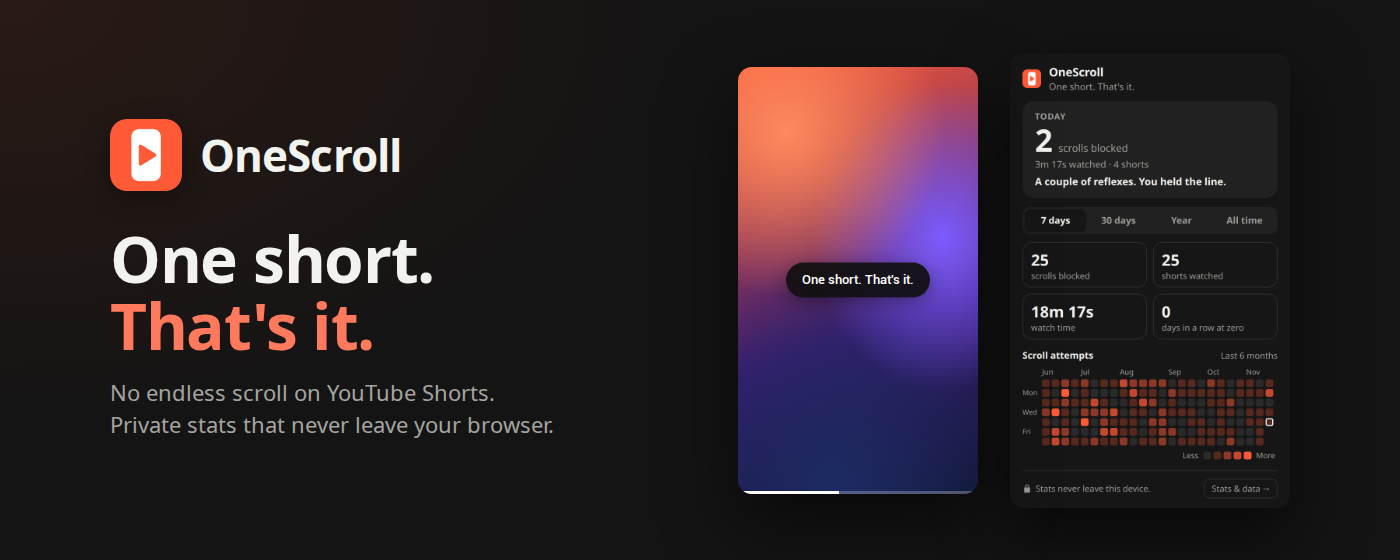 OneScroll
One short.
That's it.
No endless scroll on YouTube Shorts.
Private stats that never leave your browser.
One short. That's it.
OneScroll
One short. That's it.
TODAY
2 scrolls blocked
3m 17s watched · 4 shorts
A couple of reflexes. You held the line.
7 days 30 days Year All time
25 25
scrolls blocked shorts watched
18m 17s 0
watch time days in a row at zero
Scroll attempts Last 6 months
Jun Jul Aug Sep Oct Nov
Mon
Wed
Fri
Less More
Stats never leave this device. Stats & data →